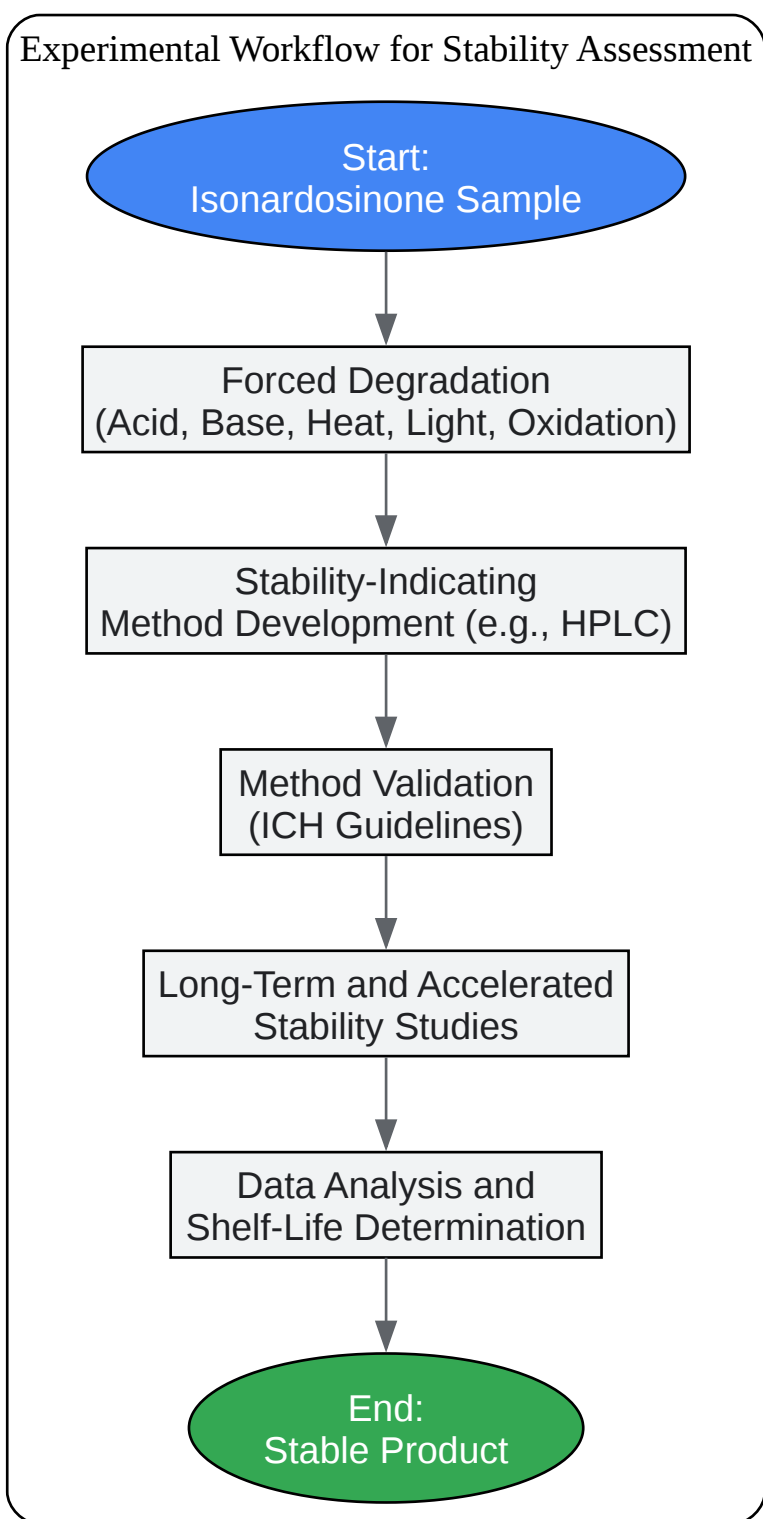 Experimental Workflow for Stability Assessment
Start:
Isonardosinone Sample
Forced Degradation
(Acid, Base, Heat, Light, Oxidation)
Stability-Indicating
Method Development (e.g., HPLC)
Method Validation
(ICH Guidelines)
Long-Term and Accelerated
Stability Studies
Data Analysis and
Shelf-Life Determination
End:
Stable Product